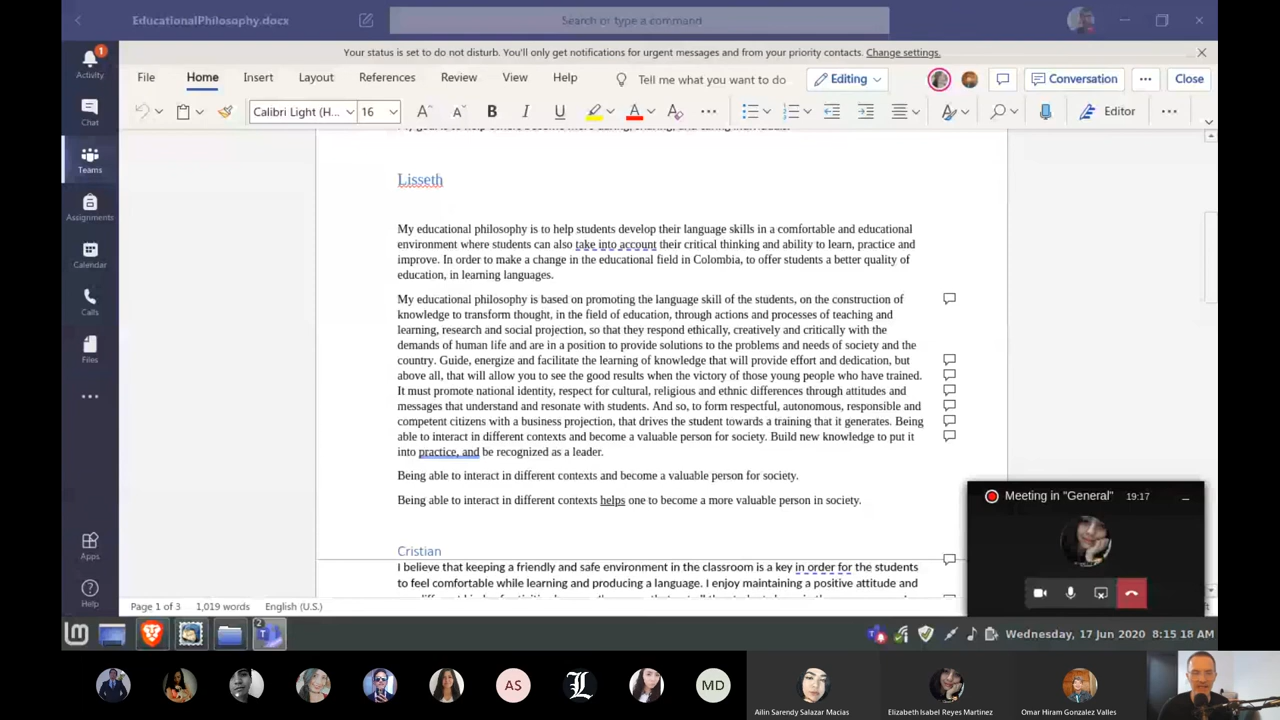 EducationalPhilosophy.docx
Search or type a command
Your status is set to do not disturb. You'll only get notifications for urgent messages and from your priority contacts. Change settings.
Activity
1
Chat
Teams
Assignments
Calendar
Calls
Files
Apps
Help
File Home Insert Layout References Review View Help Tell me what you want to do Editing Conversation Close
Calibri Light (H... 16 B I U A Editor
My goal is to help others become more daring, sharing, and caring individuals.
Lisseth
My educational philosophy is to help students develop their language skills in a comfortable and educational
environment where students can also take into account their critical thinking and ability to learn, practice and
improve. In order to make a change in the educational field in Colombia, to offer students a better quality of
education, in learning languages.
My educational philosophy is based on promoting the language skill of the students, on the construction of
knowledge to transform thought, in the field of education, through actions and processes of teaching and
learning, research and social projection, so that they respond ethically, creatively and critically with the
demands of human life and are in a position to provide solutions to the problems and needs of society and the
country. Guide, energize and facilitate the learning of knowledge that will provide effort and dedication, but
above all, that will allow you to see the good results when the victory of those young people who have trained.
It must promote national identity, respect for cultural, religious and ethnic differences through attitudes and
messages that understand and resonate with students. And so, to form respectful, autonomous, responsible and
competent citizens with a business projection, that drives the student towards a training that it generates. Being
able to interact in different contexts and become a valuable person for society. Build new knowledge to put it
into practice, and be recognized as a leader.
Being able to interact in different contexts and become a valuable person for society.
Being able to interact in different contexts helps one to become a more valuable person in society.
Cristian
I believe that keeping a friendly and safe environment in the classroom is a key in order for the students
to feel comfortable while learning and producing a language. I enjoy maintaining a positive attitude and
Meeting in "General" 19:17
Page 1 of 3 1,019 words English (U.S.)
Wednesday, 17 Jun 2020 8:15:18 AM
AS
L
MD
Ailin Sarendy Salazar Macias
Elizabeth Isabel Reyes Martinez
Omar Hiram Gonzalez Valles